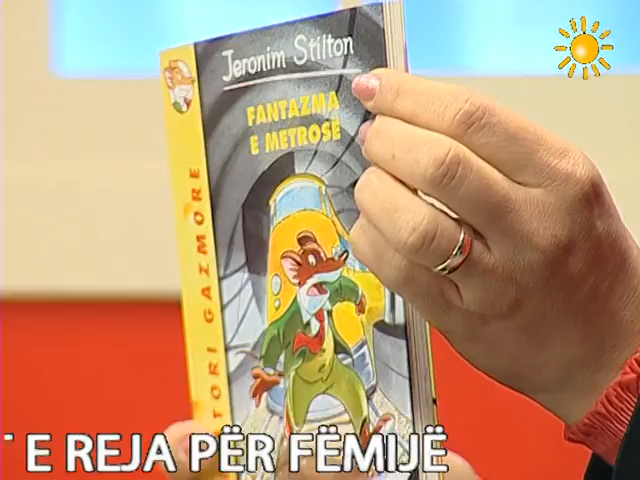 Jeronim Stilton
FANTAZMA
E METROSË
TORI GAZMORE
E REJA PËR FËMIJË